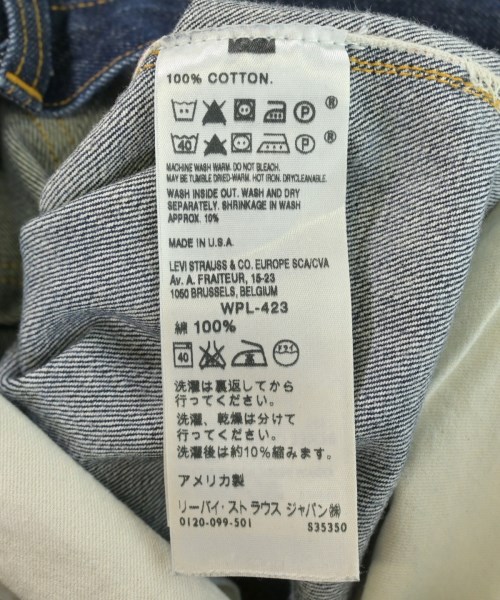 100% COTTON.
P ®
40 P ®
MACHINE WASH WARM. DO NOT BLEACH.
MAY BE TUMBLE DRIED-WARM. HOT IRON. DRYCLEANABLE.
WASH INSIDE OUT. WASH AND DRY
SEPARATELY. SHRINKAGE IN WASH
APPROX. 10%
MADE IN U.S.A.
LEVI STRAUSS & CO. EUROPE SCA/CVA
Av. A. FRAITEUR, 15-23
1050 BRUSSELS, BELGIUM
WPL-423
綿 100%
40 ドライ
洗濯は裏返してから
行ってください。
洗濯、乾燥は分けて
行ってください。
洗濯後は約10%縮みます。
アメリカ製
リーバイ・ストラウス ジャパン㈱
0120-099-501 S35350